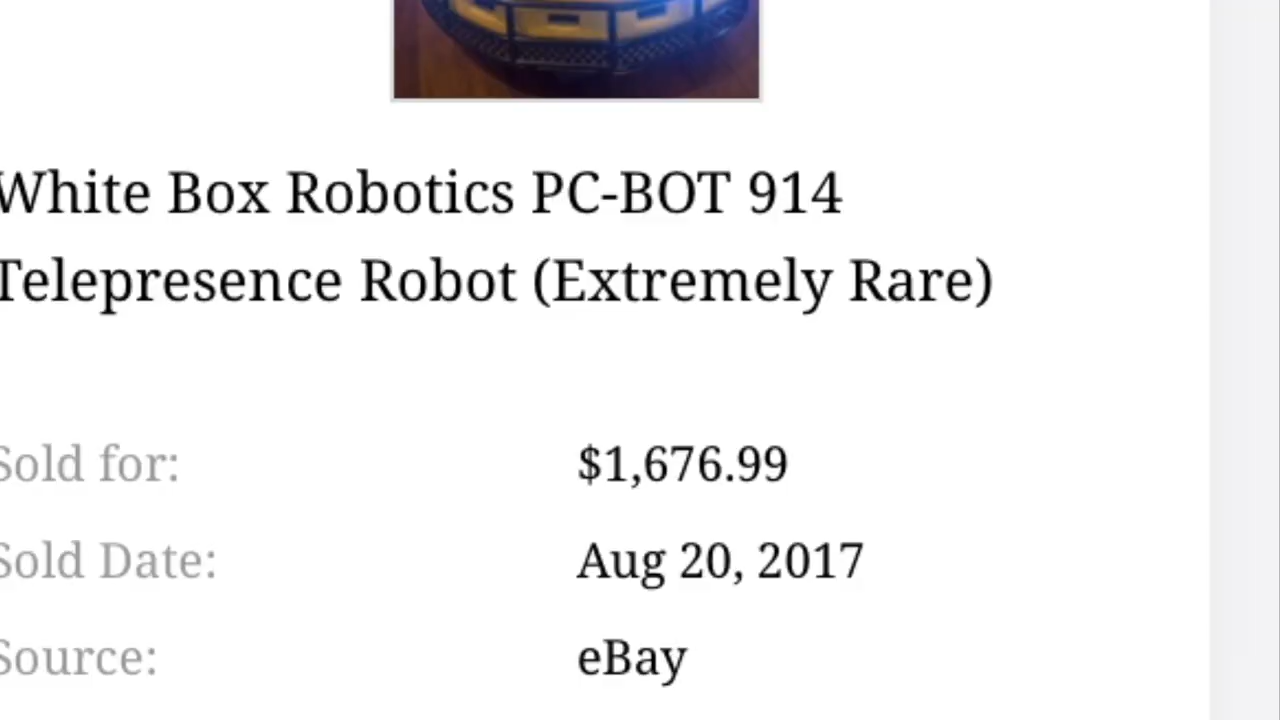 White Box Robotics PC-BOT 914
Telepresence Robot (Extremely Rare)
Sold for: $1,676.99
Sold Date: Aug 20, 2017
Source: eBay